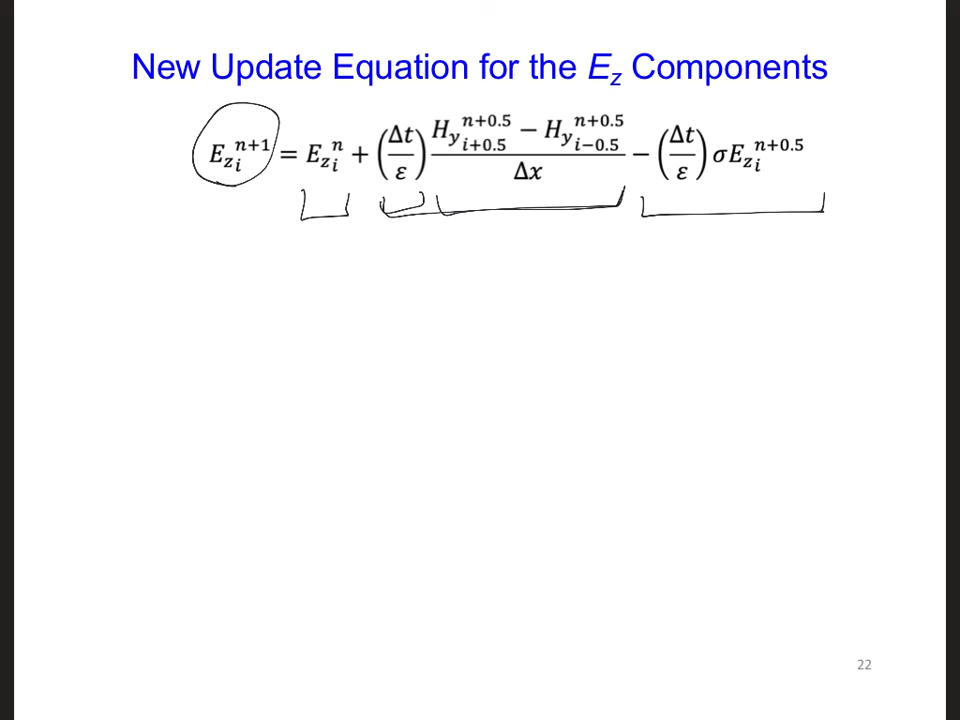 New Update Equation for the E_z Components
E_{z_i}^{n+1} = E_{z_i}^{n} + (Δt/ε) (H_{y_{i+0.5}}^{n+0.5} − H_{y_{i−0.5}}^{n+0.5})/Δx − (Δt/ε) σE_{z_i}^{n+0.5}
22